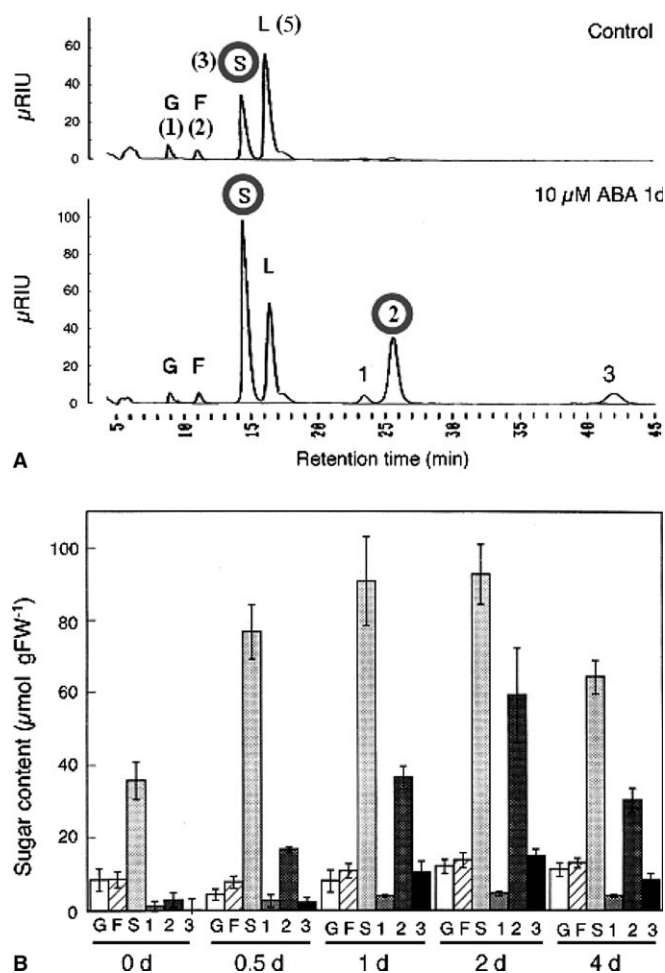 L (5)
Control
(3) S
G F
(1) (2)
µRIU
60
40
20
0
10 µM ABA 1d
S
L
2
G F
1
3
µRIU
100
80
60
40
20
0
5 10 15 20 25 30 35 40 45
A
Retention time (min)
Sugar content (µmol gFW⁻¹)
100
80
60
40
20
0
G F S 1 2 3 G F S 1 2 3 G F S 1 2 3 G F S 1 2 3 G F S 1 2 3
B
0 d 0.5 d 1 d 2 d 4 d